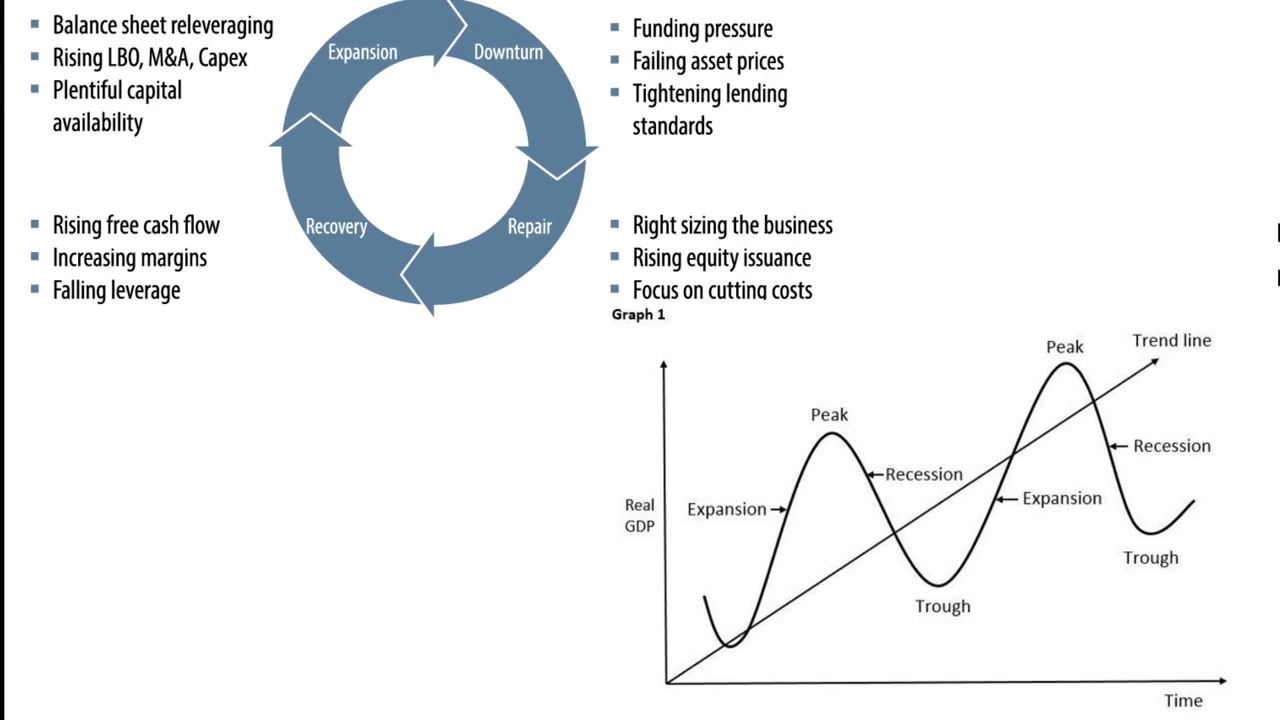 Balance sheet releveraging
Rising LBO, M&A, Capex
Plentiful capital
availability
Expansion
Downturn
Funding pressure
Failing asset prices
Tightening lending
standards
Rising free cash flow
Increasing margins
Falling leverage
Recovery
Repair
Right sizing the business
Rising equity issuance
Focus on cutting costs
Graph 1
Peak
Trend line
Peak
Recession
Recession
Expansion
Expansion
Real
GDP
Trough
Trough
Time